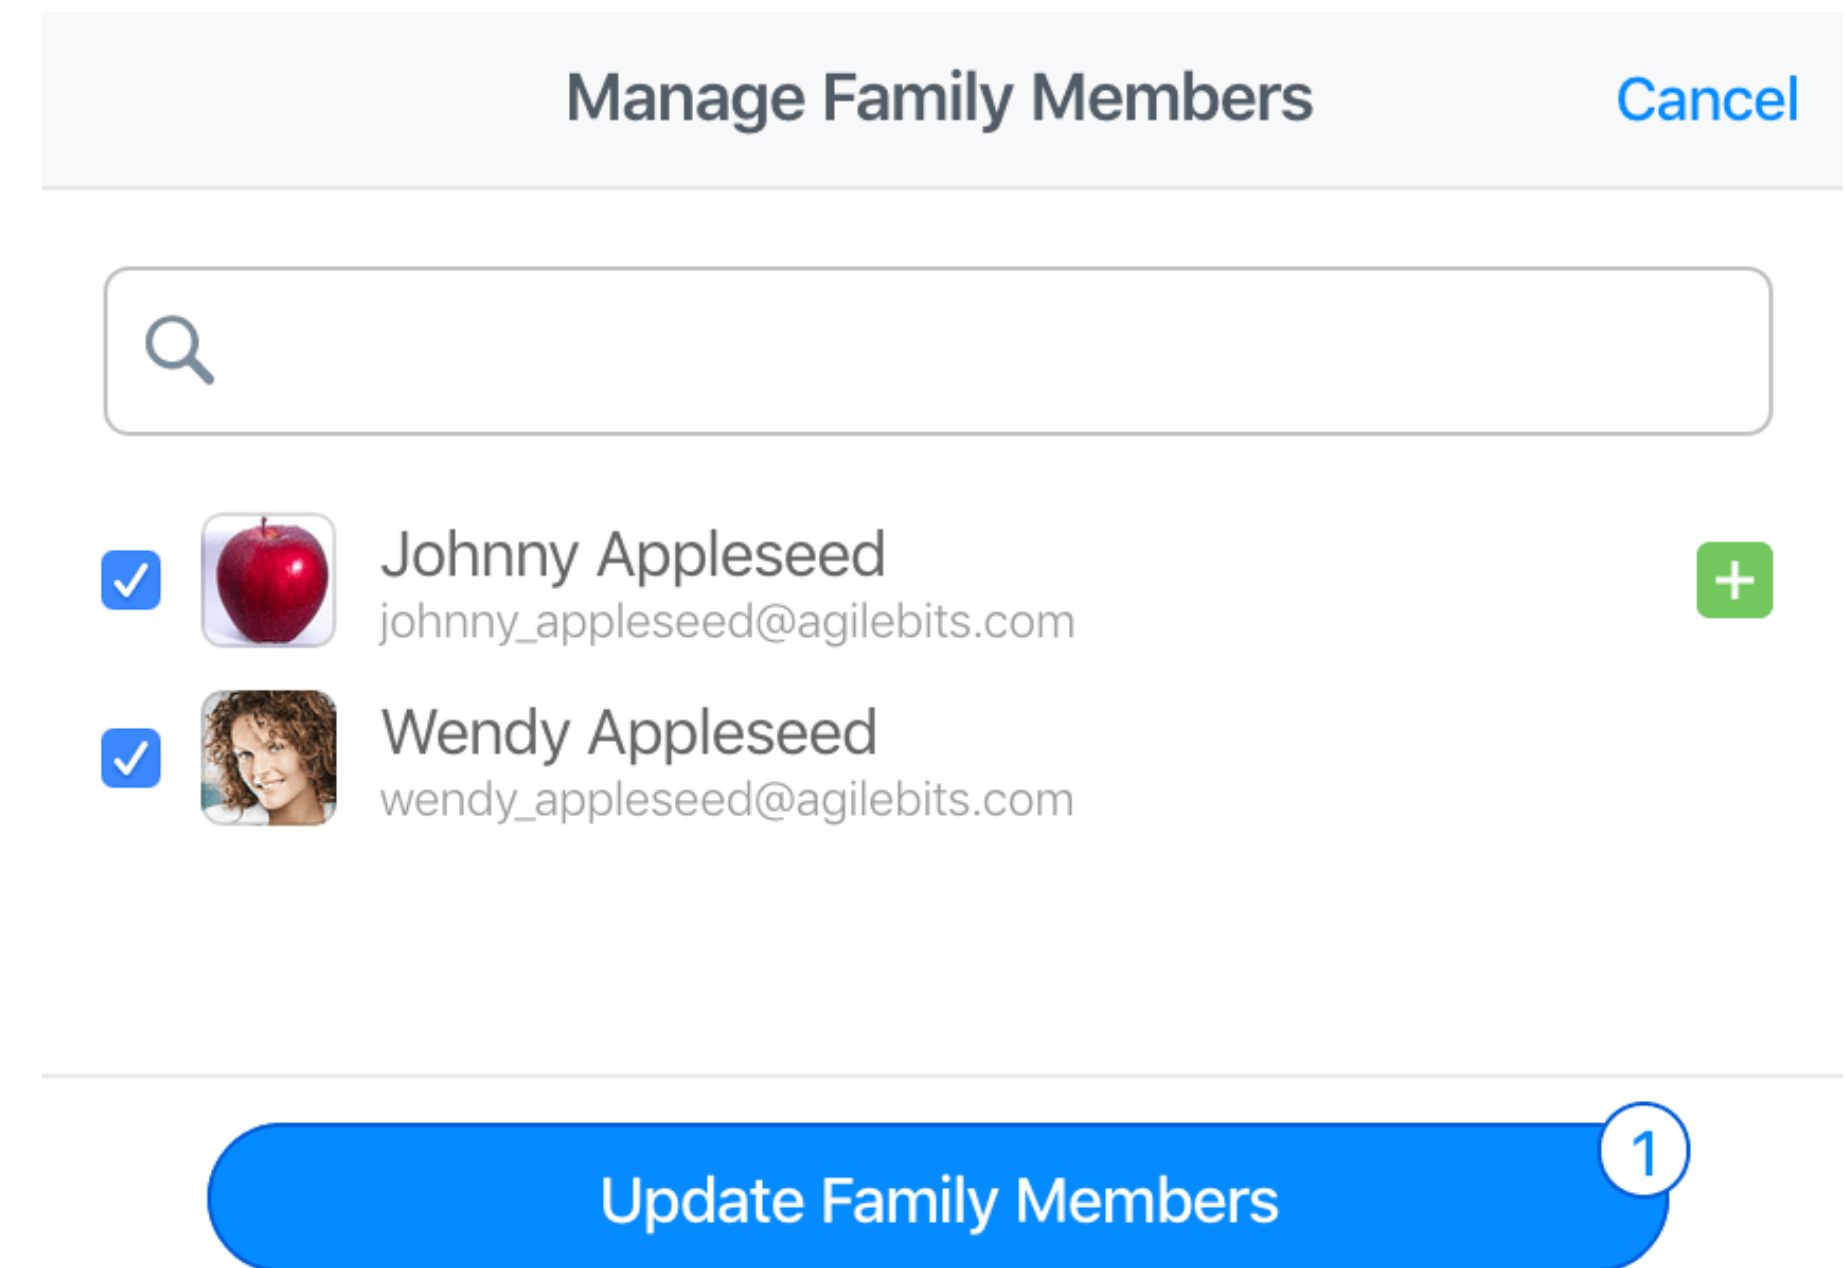 Manage Family Members
Cancel
Johnny Appleseed
johnny_appleseed@agilebits.com
Wendy Appleseed
wendy_appleseed@agilebits.com
1
Update Family Members